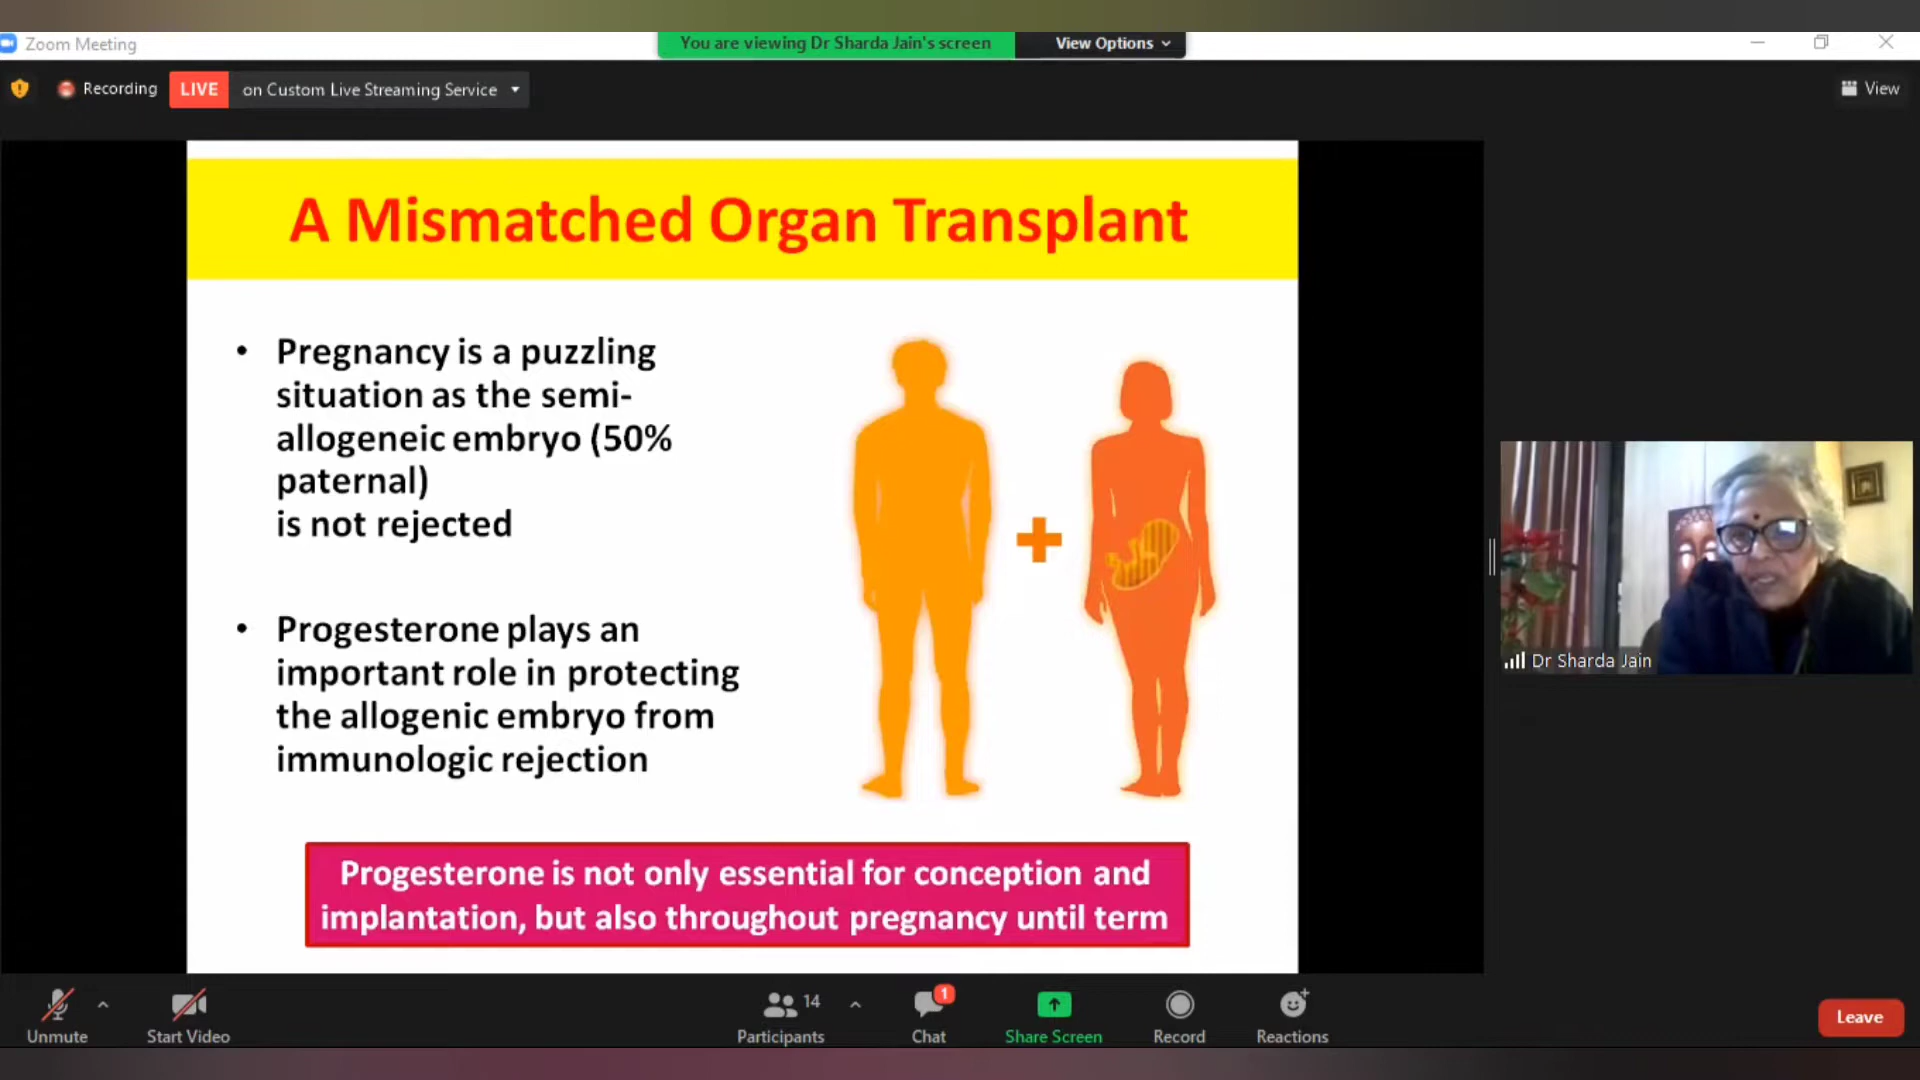 Zoom Meeting
You are viewing Dr Sharda Jain's screen
View Options
Recording
LIVE
on Custom Live Streaming Service
View
A Mismatched Organ Transplant
• Pregnancy is a puzzling
situation as the semi-
allogeneic embryo (50%
paternal)
is not rejected
• Progesterone plays an
important role in protecting
the allogenic embryo from
immunologic rejection
Progesterone is not only essential for conception and
implantation, but also throughout pregnancy until term
Dr Sharda Jain
Unmute
Start Video
14
Participants
1
Chat
Share Screen
Record
Reactions
Leave